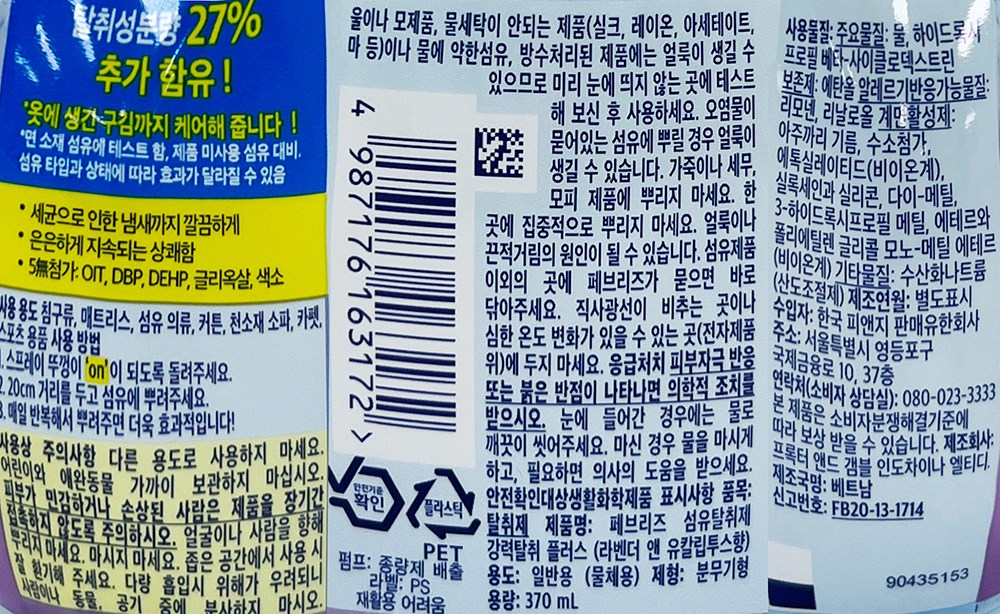 탈취성분량 27%
추가 함유 !
*옷에 생긴 구김까지 케어해 줍니다 !
*면 소재 섬유에 테스트 함, 제품 미사용 섬유 대비.
섬유 타입과 상태에 따라 효과가 달라질 수 있음
• 세균으로 인한 냄새까지 깔끔하게
• 은은하게 지속되는 상쾌함
• 5無첨가: OIT, DBP, DEHP, 글리옥살, 색소
사용 용도 침구류, 매트리스, 섬유 의류, 커튼, 천소재 소파, 카펫,
스포츠 용품 사용 방법
1. 스프레이 뚜껑이 'on'이 되도록 돌려주세요.
2. 20cm 거리를 두고 섬유에 뿌려주세요.
3. 매일 반복해서 뿌려주면 더욱 효과적입니다!
사용상 주의사항 다른 용도로 사용하지 마세요.
어린이와 애완동물 가까이 보관하지 마십시오.
피부가 민감하거나 손상된 사람은 제품을 장기간
접촉하지 않도록 주의하시오. 얼굴이나 사람을 향해
뿌리지 마세요. 마시지 마세요. 좁은 공간에서 사용 시
잘 환기해 주세요. 다량 흡입시 위해가 우려되니
사람이나 동물, 공기 중에 분사하지 마시오.
울이나 모제품, 물세탁이 안되는 제품(실크, 레이온, 아세테이트,
마 등)이나 물에 약한섬유, 방수처리된 제품에는 얼룩이 생길 수
있으므로 미리 눈에 띄지 않는 곳에 테스트
해 보신 후 사용하세요. 오염물이
묻어있는 섬유에 뿌릴 경우 얼룩이
생길 수 있습니다. 가죽이나 세무,
모피 제품에 뿌리지 마세요. 한
곳에 집중적으로 뿌리지 마세요. 얼룩이나
끈적거림의 원인이 될 수 있습니다. 섬유제품
이외의 곳에 페브리즈가 묻으면 바로
닦아주세요. 직사광선이 비추는 곳이나
심한 온도 변화가 있을 수 있는 곳(전자제품
위)에 두지 마세요. 응급처치 피부자극 반응
또는 붉은 반점이 나타나면 의학적 조치를
받으시오. 눈에 들어간 경우에는 물로
깨끗이 씻어주세요. 마신 경우 물을 마시게
하고, 필요하면 의사의 도움을 받으세요.
안전확인대상생활화학제품 표시사항 품목:
탈취제 제품명: 페브리즈 섬유탈취제
강력탈취 플러스 (라벤더 앤 유칼립투스향)
용도: 일반용 (물체용) 제형: 분무기형
용량: 370 mL
4 987176 163172 >
안전기준
확인
플라스틱
PET
펌프: 종량제 배출
라벨: PS
재활용 어려움
사용물질: 주요물질: 물, 하이드록시
프로필 베타-사이클로덱스트린
보존제: 에탄올 알레르기반응가능물질:
리모넨, 리날로올 계면활성제:
아주까리 기름, 수소첨가,
에톡실레이티드(비이온계),
실록세인과 실리콘, 다이-메틸,
3-하이드록시프로필 메틸, 에테르와
폴리에틸렌 글리콜 모노-메틸 에테르
(비이온계) 기타물질: 수산화나트륨
(산도조절제) 제조연월: 별도표시
수입자: 한국 피앤지 판매유한회사
주소: 서울특별시 영등포구
국제금융로 10, 37층
연락처(소비자 상담실): 080-023-3333
본 제품은 소비자분쟁해결기준에
따라 보상 받을 수 있습니다. 제조회사:
프록터 앤드 갬블 인도차이나 엘티디.
제조국명: 베트남
신고번호: FB20-13-1714
90435153